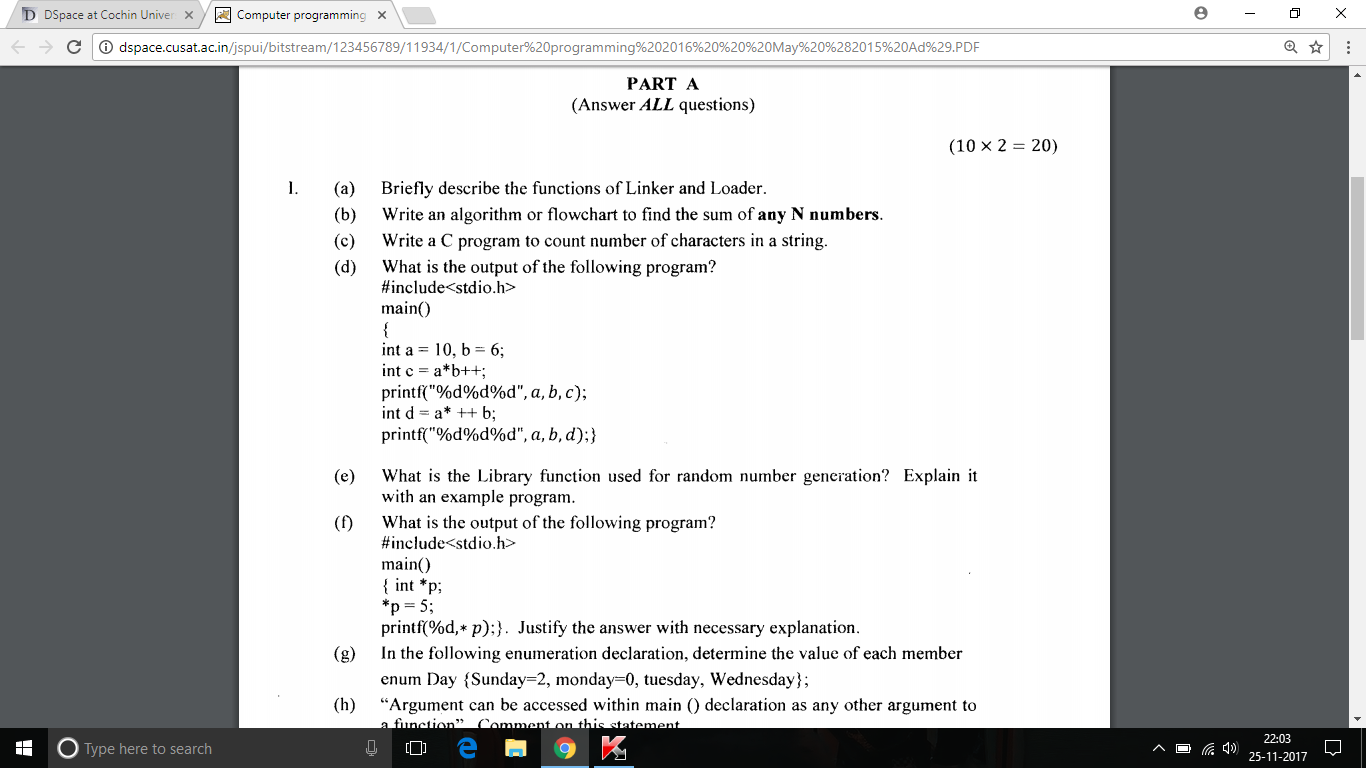 DSpace at Cochin Univer
Computer programming
dspace.cusat.ac.in/jspui/bitstream/123456789/11934/1/Computer%20programming%202016%20%20%20May%20%282015%20Ad%29.PDF
PART A
(Answer ALL questions)
(10 × 2 = 20)
1. (a) Briefly describe the functions of Linker and Loader.
(b) Write an algorithm or flowchart to find the sum of any N numbers.
(c) Write a C program to count number of characters in a string.
(d) What is the output of the following program?
#include<stdio.h>
main()
{
int a = 10, b = 6;
int c = a*b++;
printf("%d%d%d", a, b, c);
int d = a* ++ b;
printf("%d%d%d", a, b, d);}
(e) What is the Library function used for random number generation? Explain it
with an example program.
(f) What is the output of the following program?
#include<stdio.h>
main()
{ int *p;
*p = 5;
printf(%d,* p);}. Justify the answer with necessary explanation.
(g) In the following enumeration declaration, determine the value of each member
enum Day {Sunday=2, monday=0, tuesday, Wednesday};
(h) “Argument can be accessed within main () declaration as any other argument to
a function”. Comment on this statement
Type here to search
22:03
25-11-2017